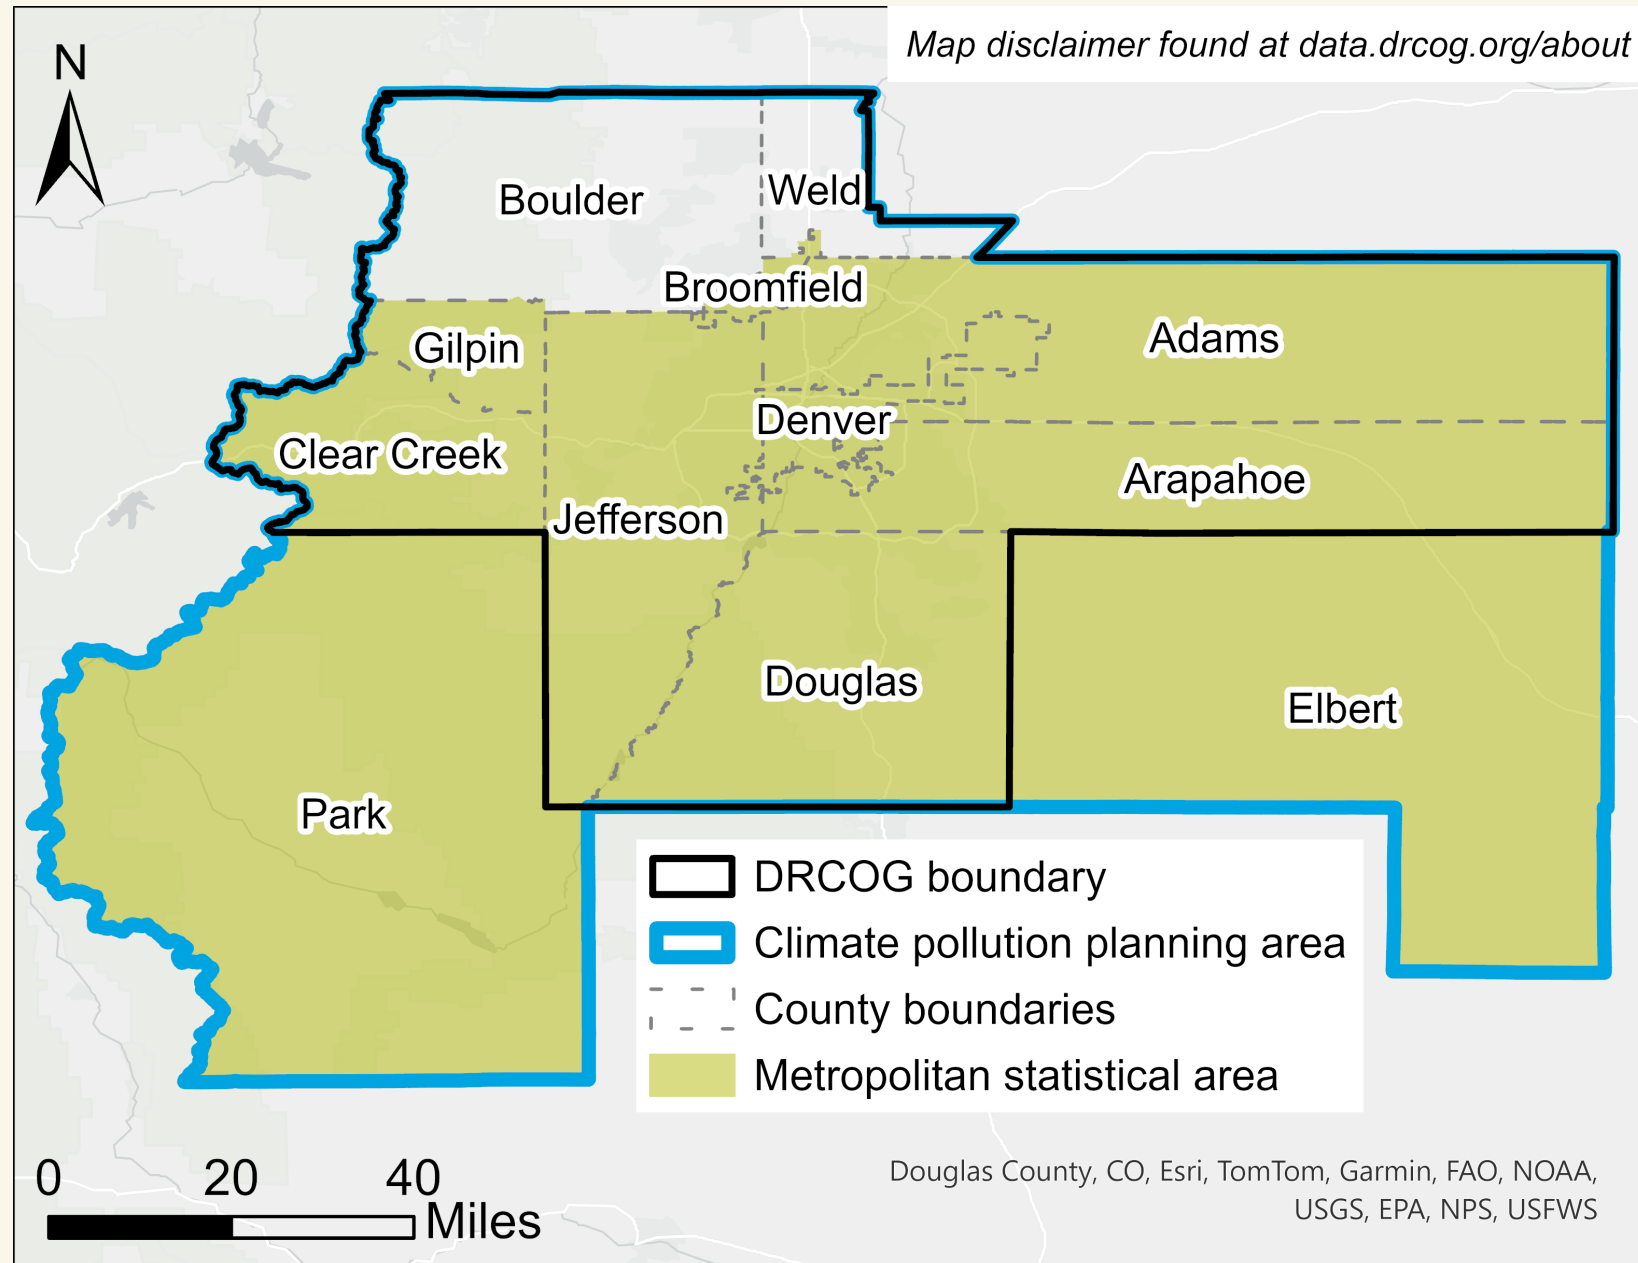 Map disclaimer found at data.drcog.org/about
N
Boulder
Weld
Broomfield
Gilpin
Adams
Denver
Clear Creek
Arapahoe
Jefferson
Douglas
Elbert
Park
DRCOG boundary
Climate pollution planning area
County boundaries
Metropolitan statistical area
0 20 40
Miles
Douglas County, CO, Esri, TomTom, Garmin, FAO, NOAA,
USGS, EPA, NPS, USFWS